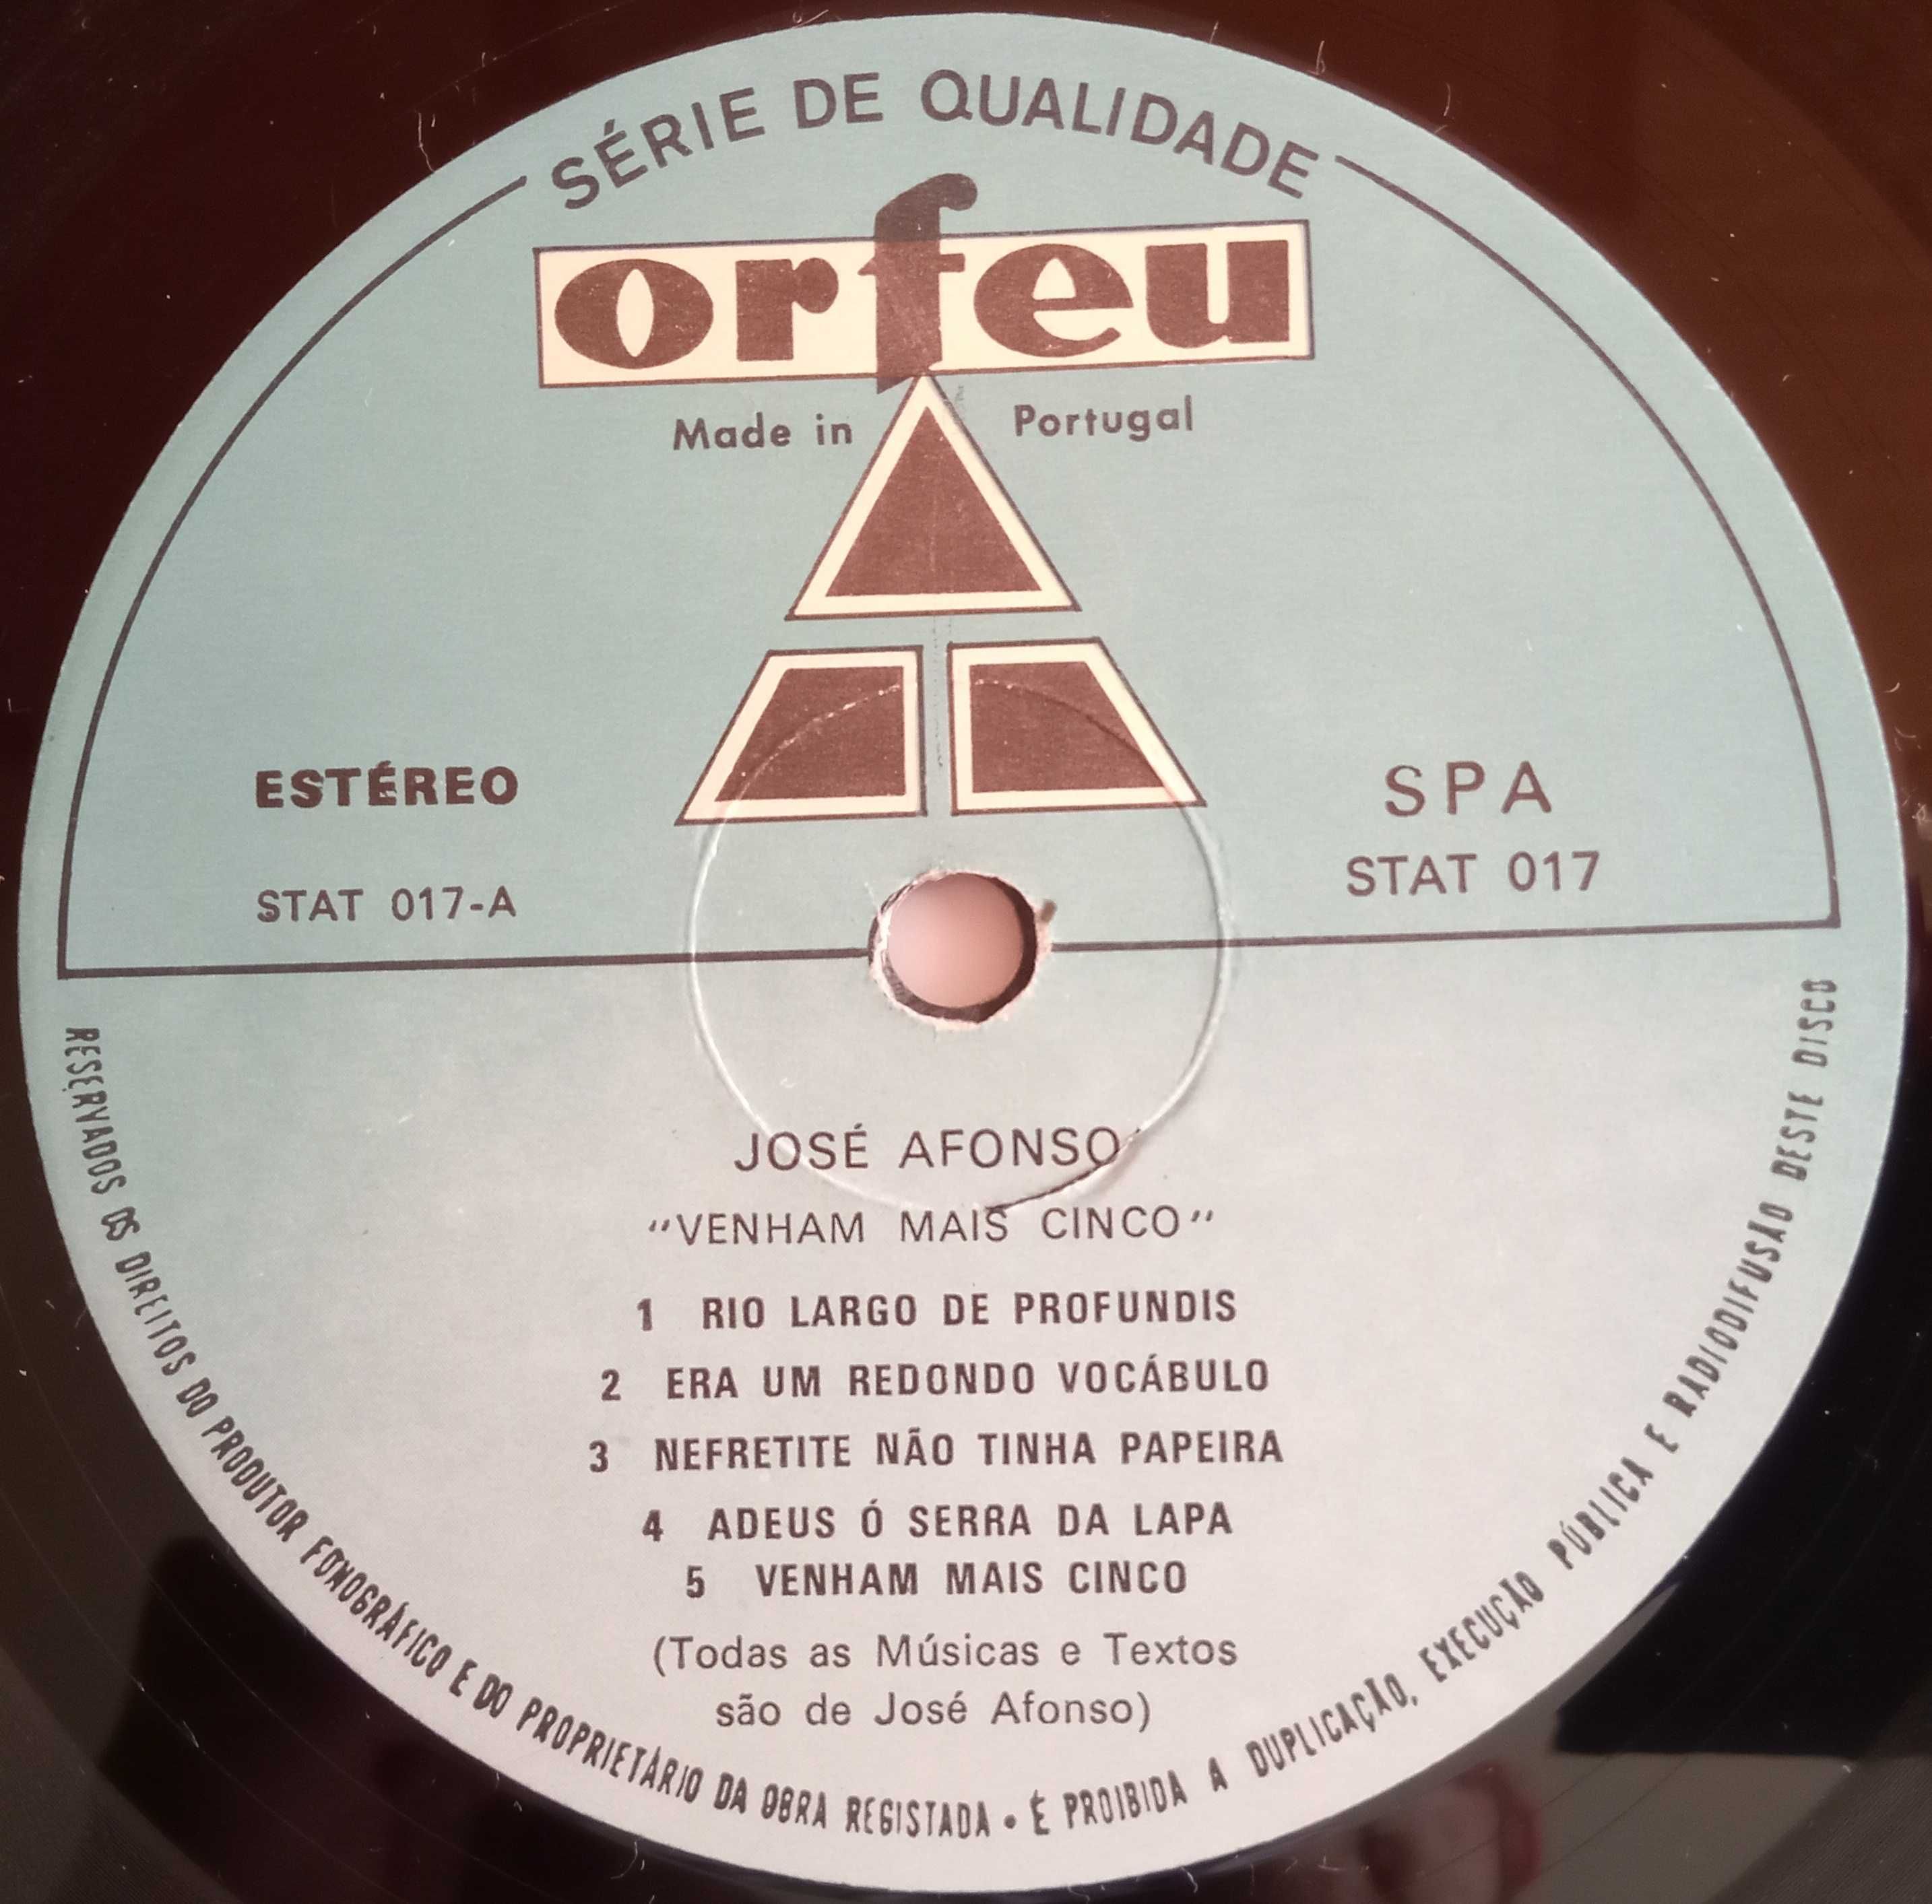 SÉRIE DE QUALIDADE
orfeu
Made in Portugal
ESTÉREO
STAT 017-A
SPA
STAT 017
JOSÉ AFONSO
"VENHAM MAIS CINCO"
1 RIO LARGO DE PROFUNDIS
2 ERA UM REDONDO VOCÁBULO
3 NEFRETITE NÃO TINHA PAPEIRA
4 ADEUS Ó SERRA DA LAPA
5 VENHAM MAIS CINCO
(Todas as Músicas e Textos
são de José Afonso)
RESERVADOS OS DIREITOS DO PRODUTOR FONOGRÁFICO E DO PROPRIETÁRIO DA OBRA REGISTADA • É PROIBIDA A DUPLICAÇÃO, EXECUÇÃO PÚBLICA E RADIODIFUSÃO DESTE DISCO